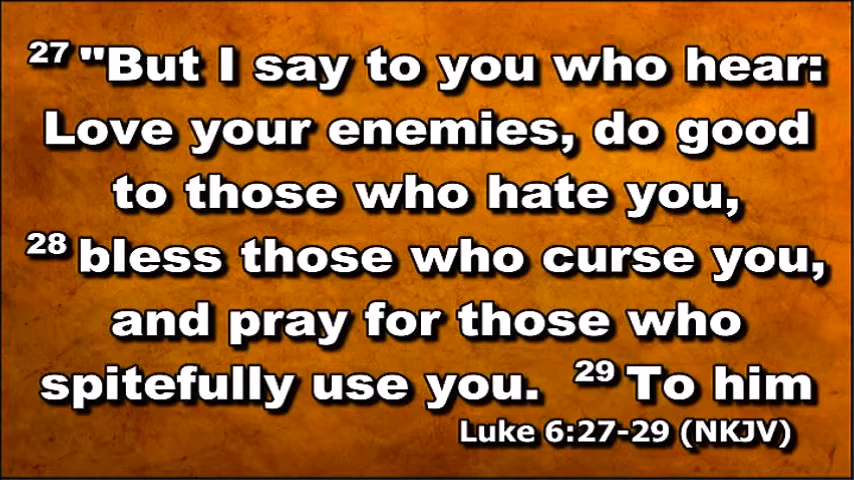 27 "But I say to you who hear:
Love your enemies, do good
to those who hate you,
28 bless those who curse you,
and pray for those who
spitefully use you. 29 To him
Luke 6:27-29 (NKJV)